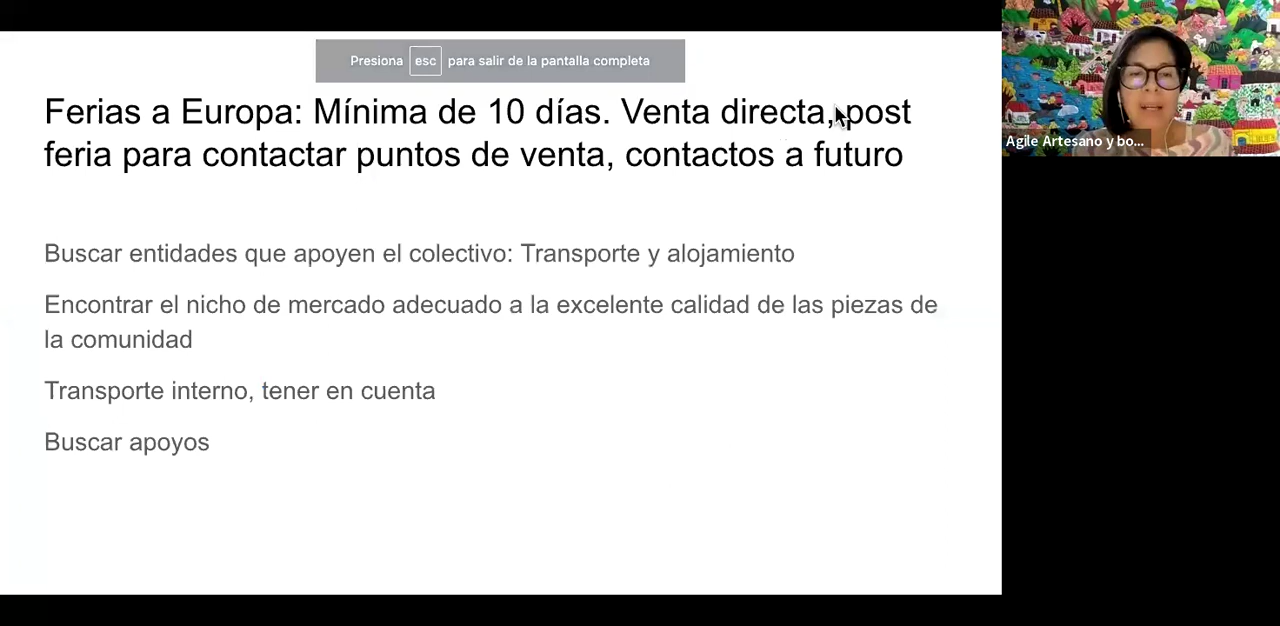 Presiona esc para salir de la pantalla completa
Ferias a Europa: Mínima de 10 días. Venta directa, post
feria para contactar puntos de venta, contactos a futuro
Agile Artesano y bo...
Buscar entidades que apoyen el colectivo: Transporte y alojamiento
Encontrar el nicho de mercado adecuado a la excelente calidad de las piezas de
la comunidad
Transporte interno, tener en cuenta
Buscar apoyos